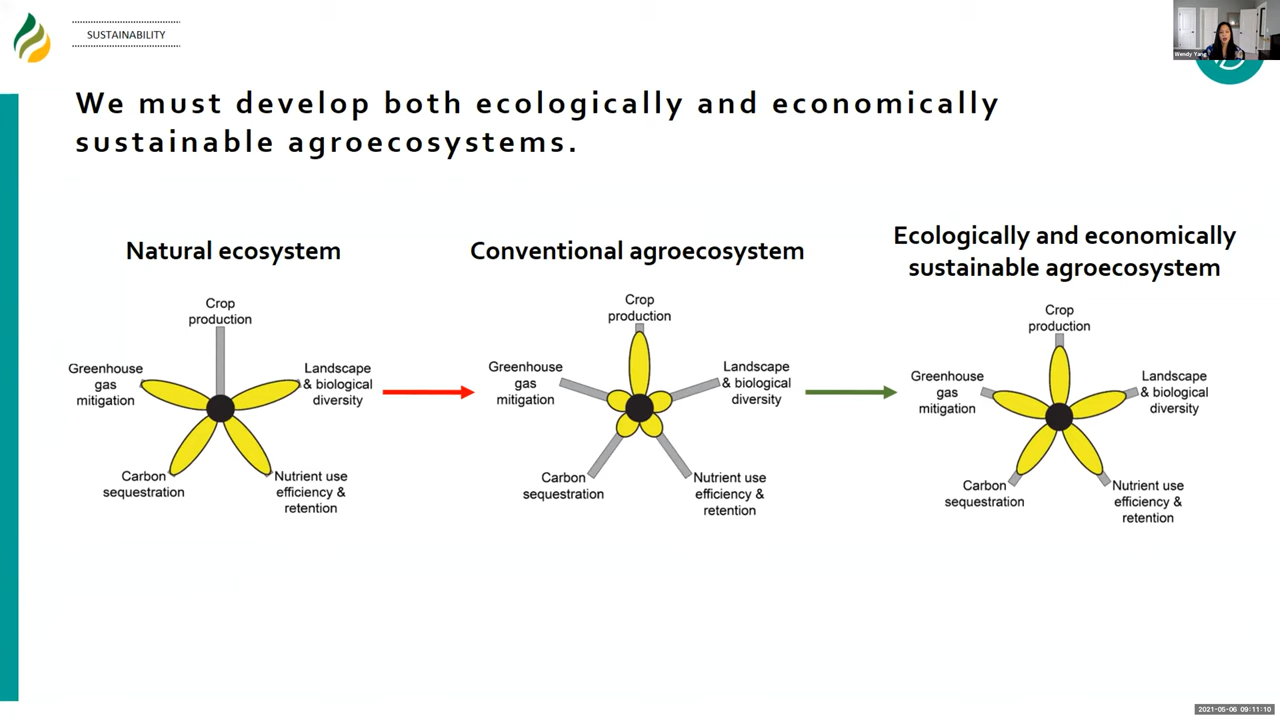 SUSTAINABILITY
Wendy Yang
We must develop both ecologically and economically
sustainable agroecosystems.
Natural ecosystem
Crop
production
Greenhouse
gas
mitigation
Landscape
& biological
diversity
Carbon
sequestration
Nutrient use
efficiency &
retention
Conventional agroecosystem
Crop
production
Greenhouse
gas
mitigation
Landscape
& biological
diversity
Carbon
sequestration
Nutrient use
efficiency &
retention
Ecologically and economically
sustainable agroecosystem
Crop
production
Greenhouse
gas
mitigation
Landscape
& biological
diversity
Carbon
sequestration
Nutrient use
efficiency &
retention
2021-05-06 09:11:10